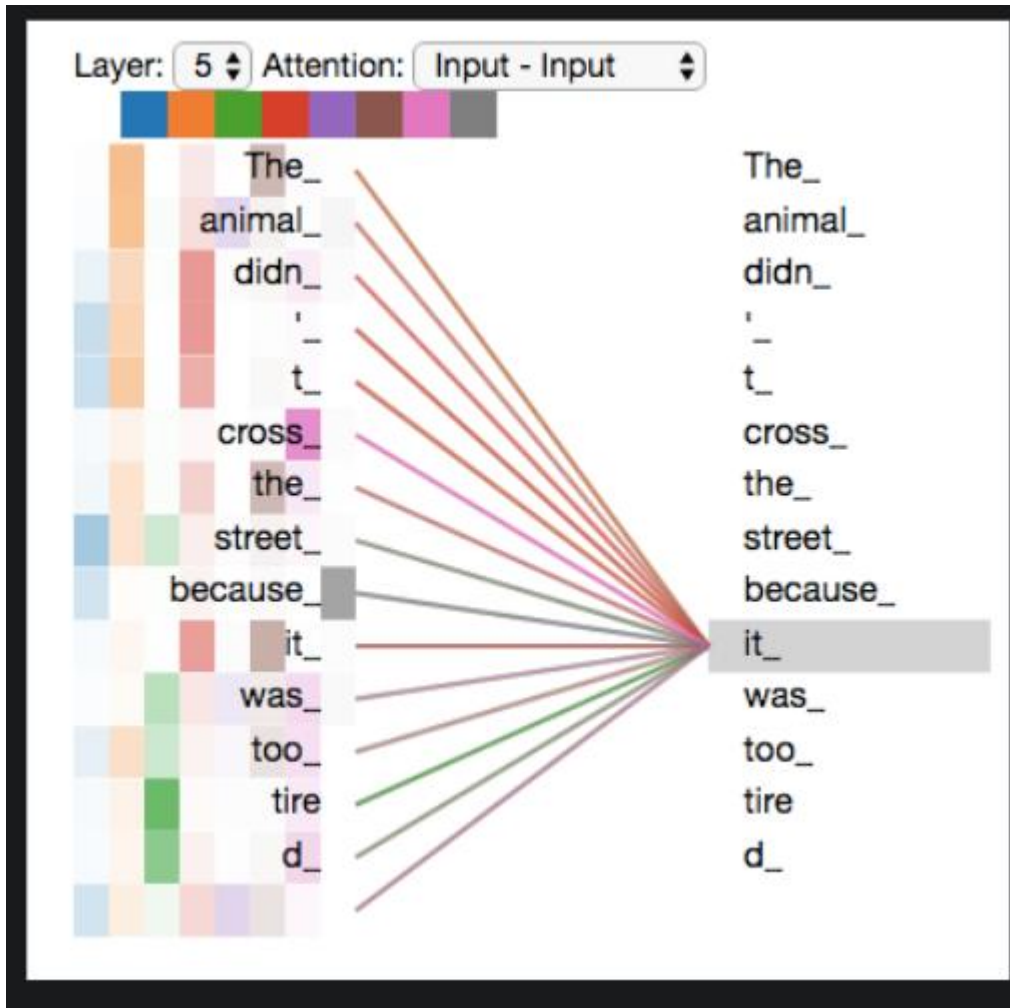 Layer: 5 Attention: Input - Input
The_ The_
animal_ animal_
didn_ didn_
'_ '_
t_ t_
cross_ cross_
the_ the_
street_ street_
because_ because_
it_ it_
was_ was_
too_ too_
tire tire
d_ d_